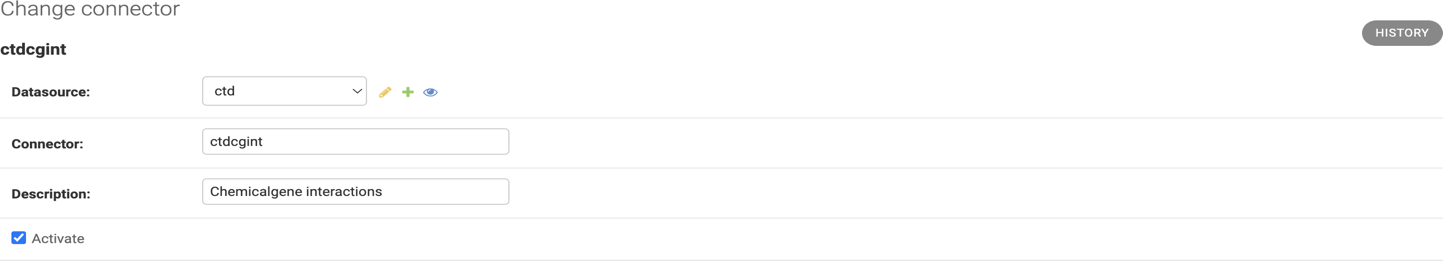 Change connector
HISTORY
ctdcgint
Datasource: ctd
Connector: ctdcgint
Description: Chemicalgene interactions
Activate